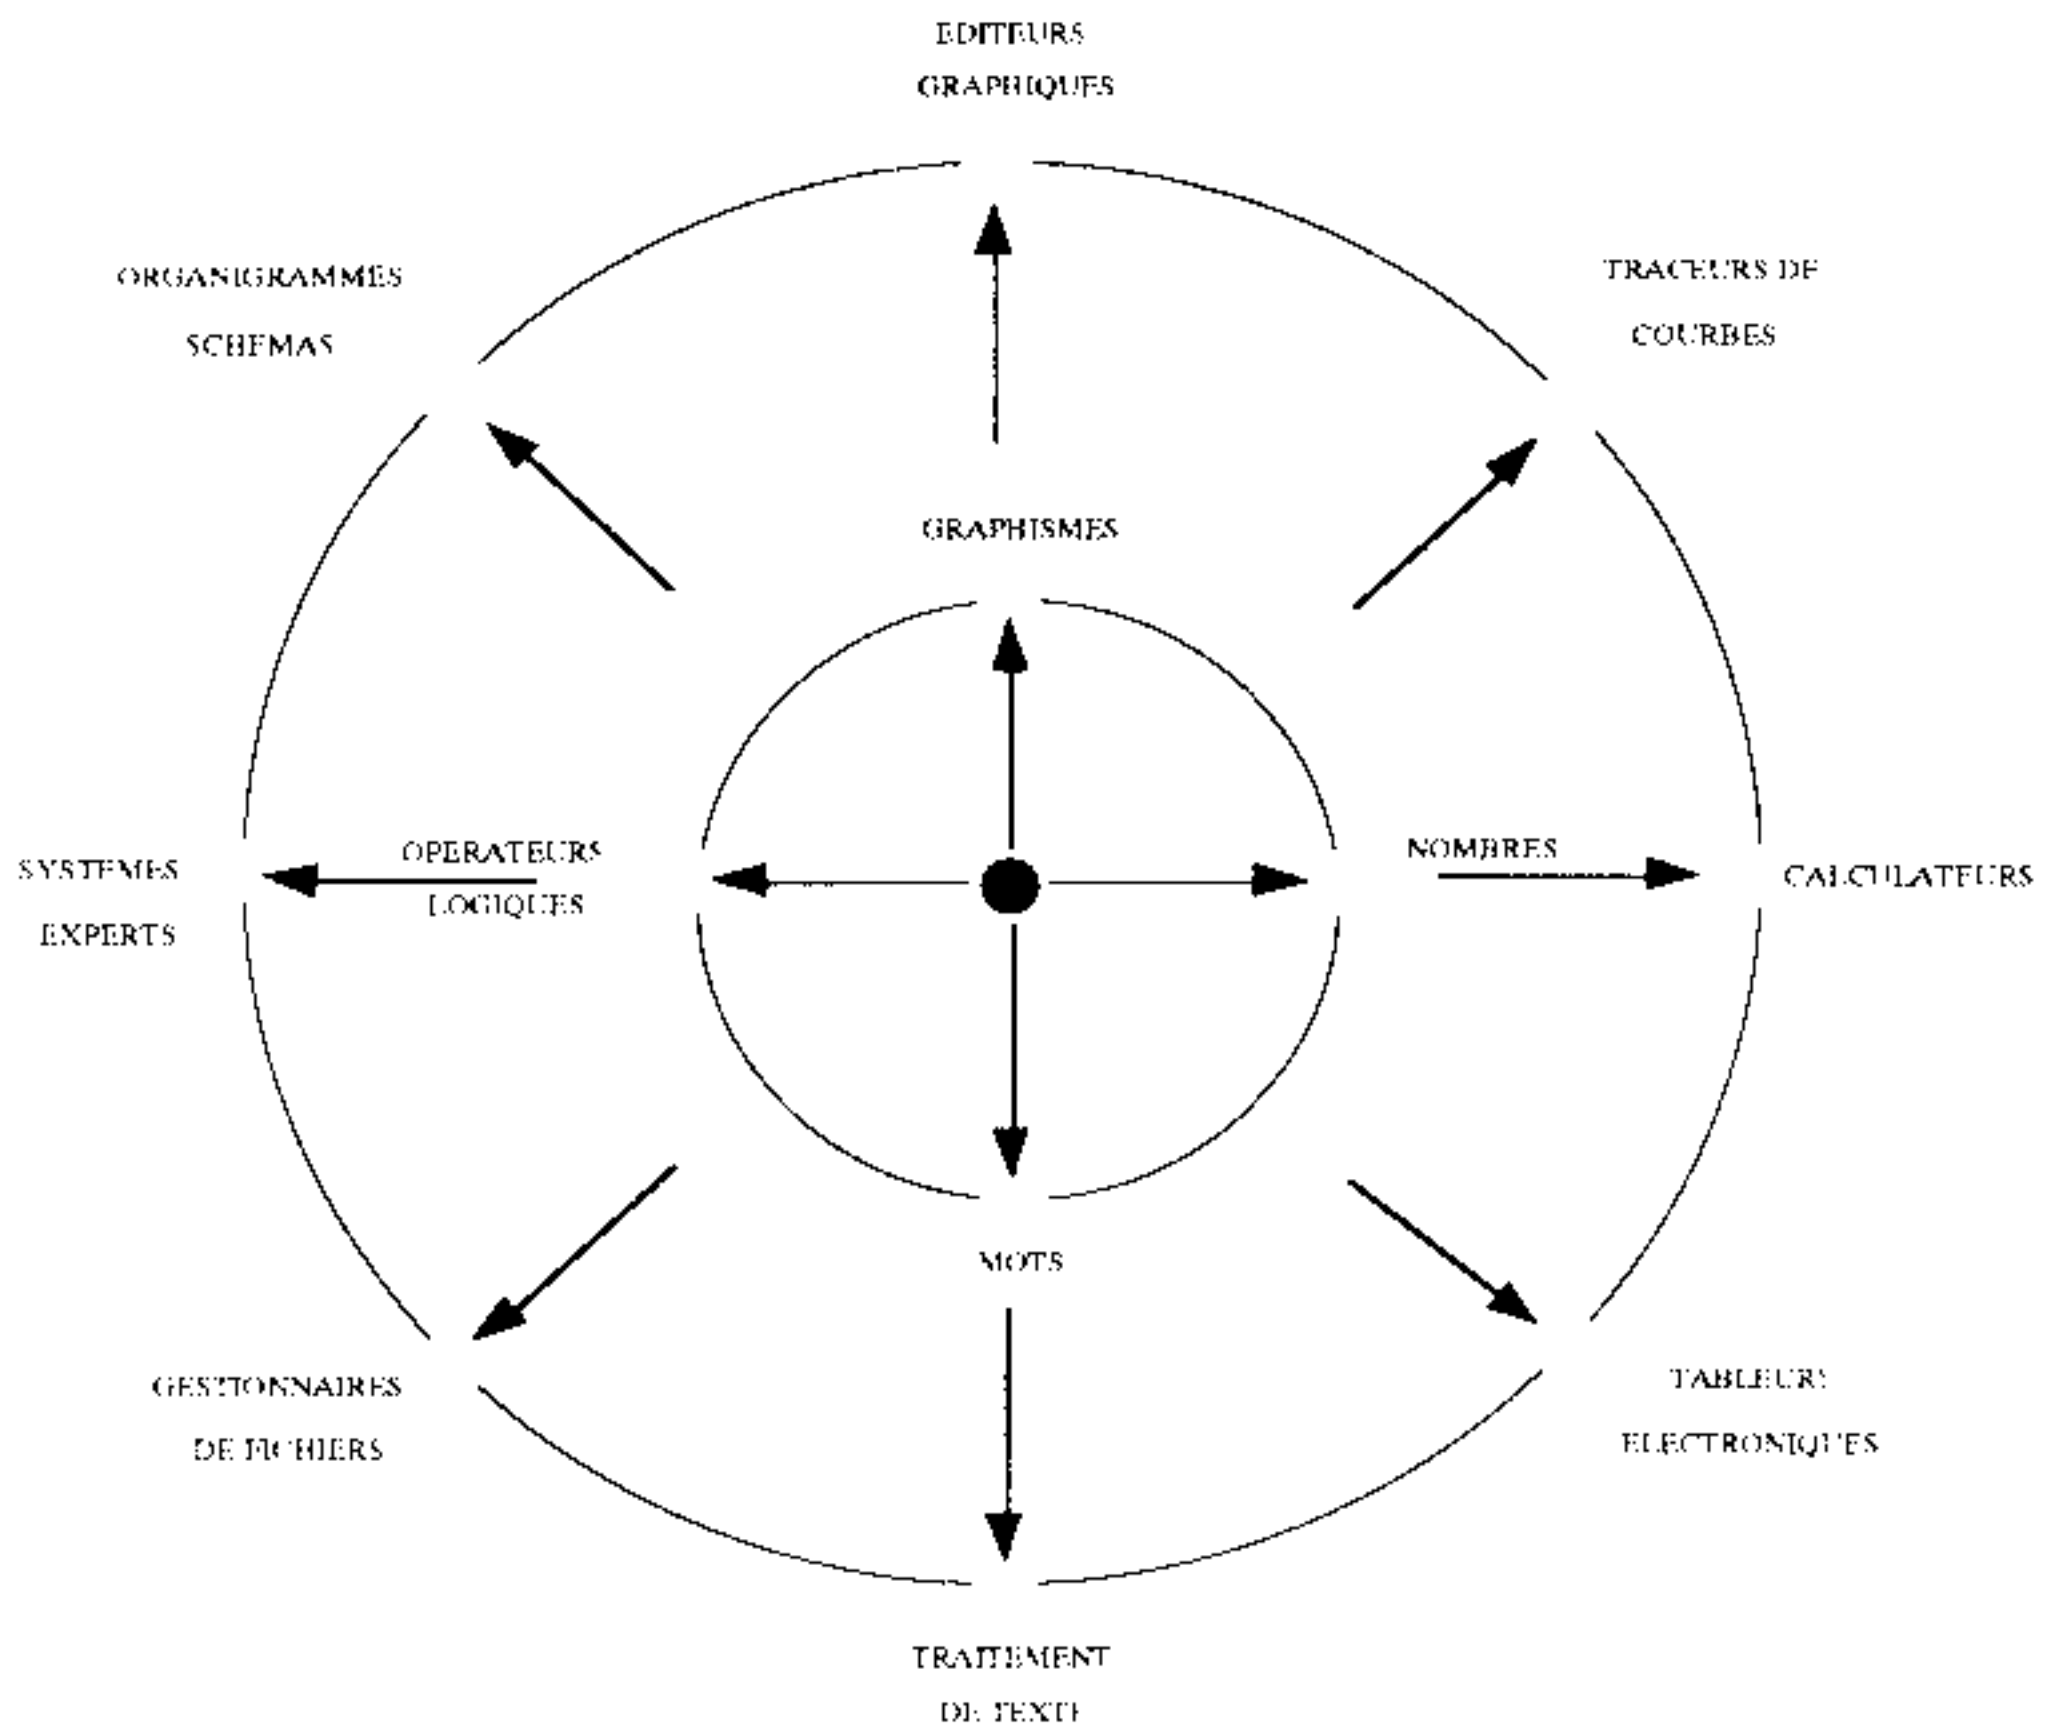 EDITEURS
GRAPHIQUES
ORGANIGRAMMES
SCHEMAS
TRACEURS DE
COURBES
GRAPHISMES
SYSTEMES
EXPERTS
OPERATEURS
LOGIQUES
NOMBRES
CALCULATEURS
MOTS
GESTIONNAIRES
DE FICHIERS
TABLEURS
ELECTRONIQUES
TRAITEMENT
DE TEXTE